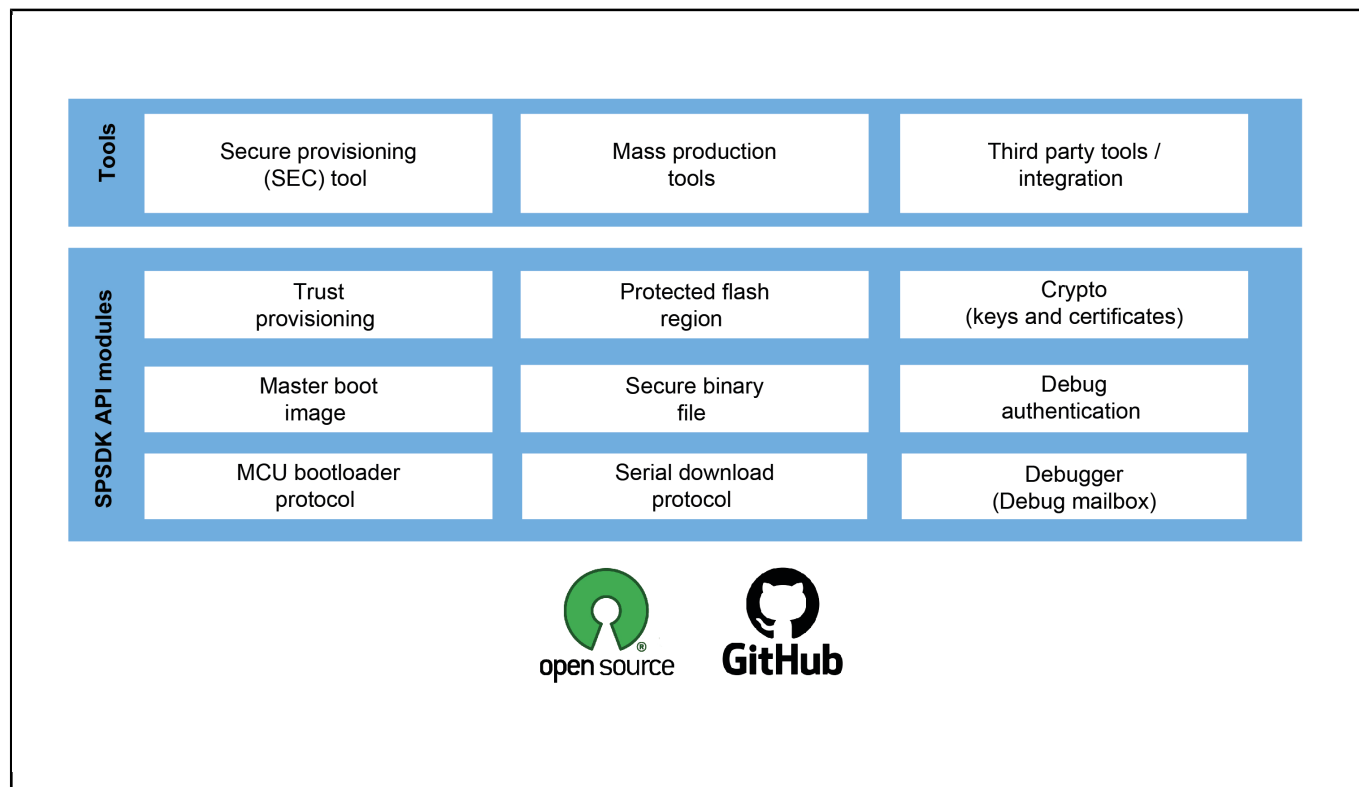 Tools
Secure provisioning
(SEC) tool
Mass production
tools
Third party tools /
integration
SPSDK API modules
Trust
provisioning
Protected flash
region
Crypto
(keys and certificates)
Master boot
image
Secure binary
file
Debug
authentication
MCU bootloader
protocol
Serial download
protocol
Debugger
(Debug mailbox)
open source®
GitHub